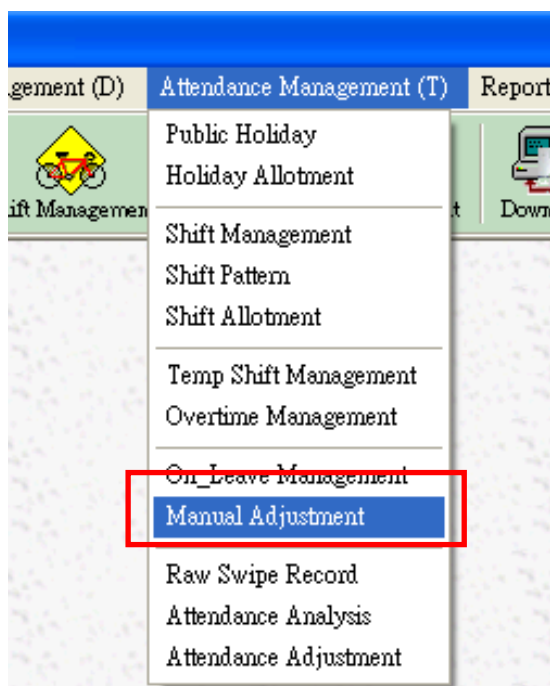 gement (D) Attendance Management (T) Report
Public Holiday
Holiday Allotment
ift Managemen t Down
Shift Management
Shift Pattern
Shift Allotment
Temp Shift Management
Overtime Management
On_Leave Management
Manual Adjustment
Raw Swipe Record
Attendance Analysis
Attendance Adjustment